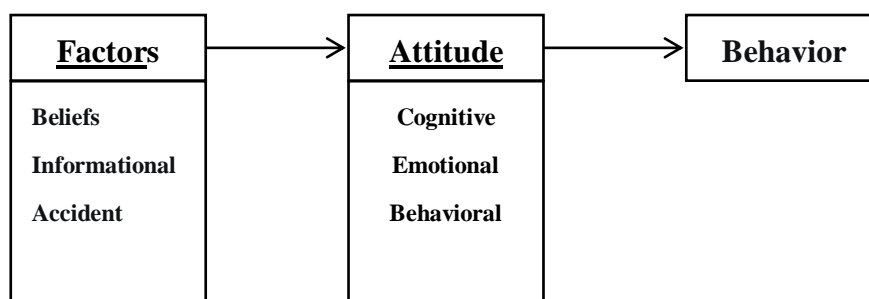 Factors
Attitude
Behavior
Beliefs
Informational
Accident
Cognitive
Emotional
Behavioral